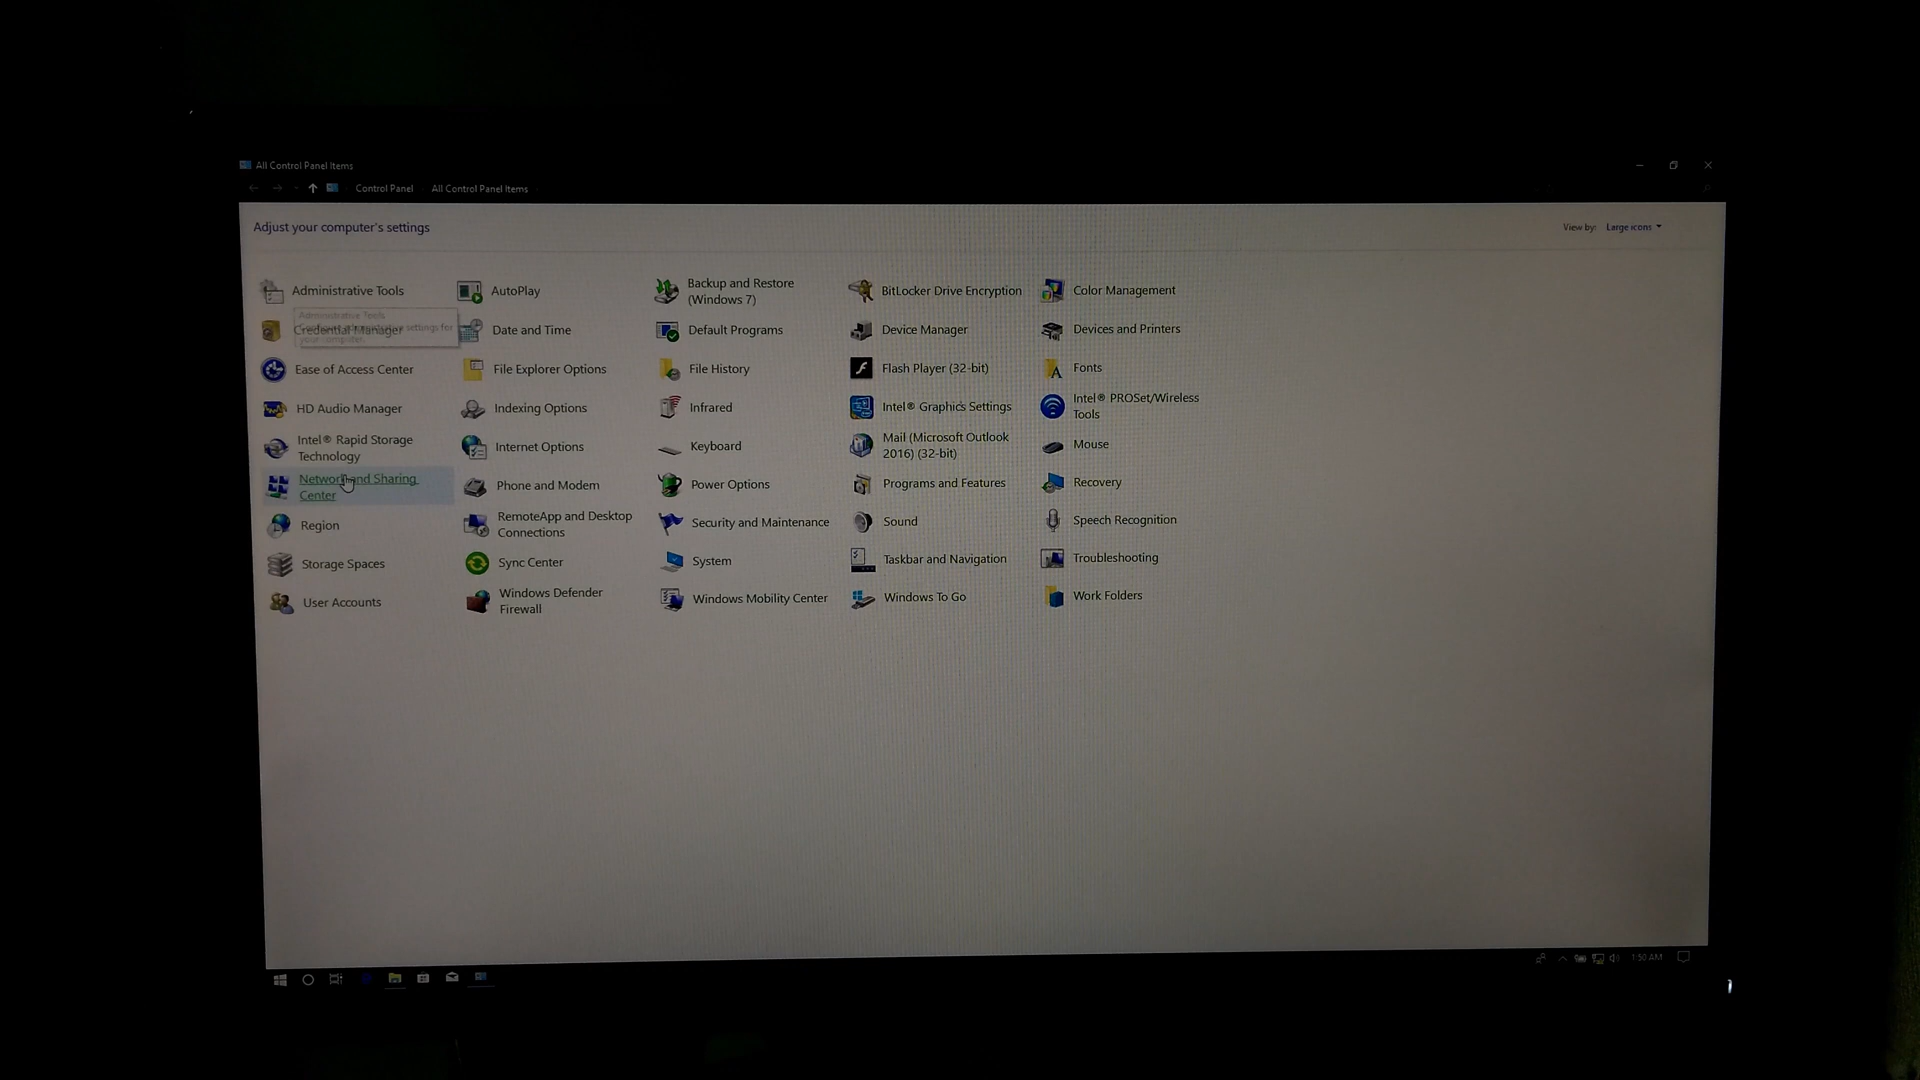 All Control Panel Items
Control Panel All Control Panel Items
Adjust your computer's settings
View by: Large icons
Administrative Tools
AutoPlay
Backup and Restore
(Windows 7)
BitLocker Drive Encryption
Color Management
Administrative Tools
Credential Manager
settings for
your computer.
Date and Time
Default Programs
Device Manager
Devices and Printers
Ease of Access Center
File Explorer Options
File History
Flash Player (32-bit)
Fonts
HD Audio Manager
Indexing Options
Infrared
Intel® Graphics Settings
Intel® PROSet/Wireless
Tools
Intel® Rapid Storage
Technology
Internet Options
Keyboard
Mail (Microsoft Outlook
2016) (32-bit)
Mouse
Network and Sharing
Center
Phone and Modem
Power Options
Programs and Features
Recovery
Region
RemoteApp and Desktop
Connections
Security and Maintenance
Sound
Speech Recognition
Storage Spaces
Sync Center
System
Taskbar and Navigation
Troubleshooting
User Accounts
Windows Defender
Firewall
Windows Mobility Center
Windows To Go
Work Folders
1:50 AM